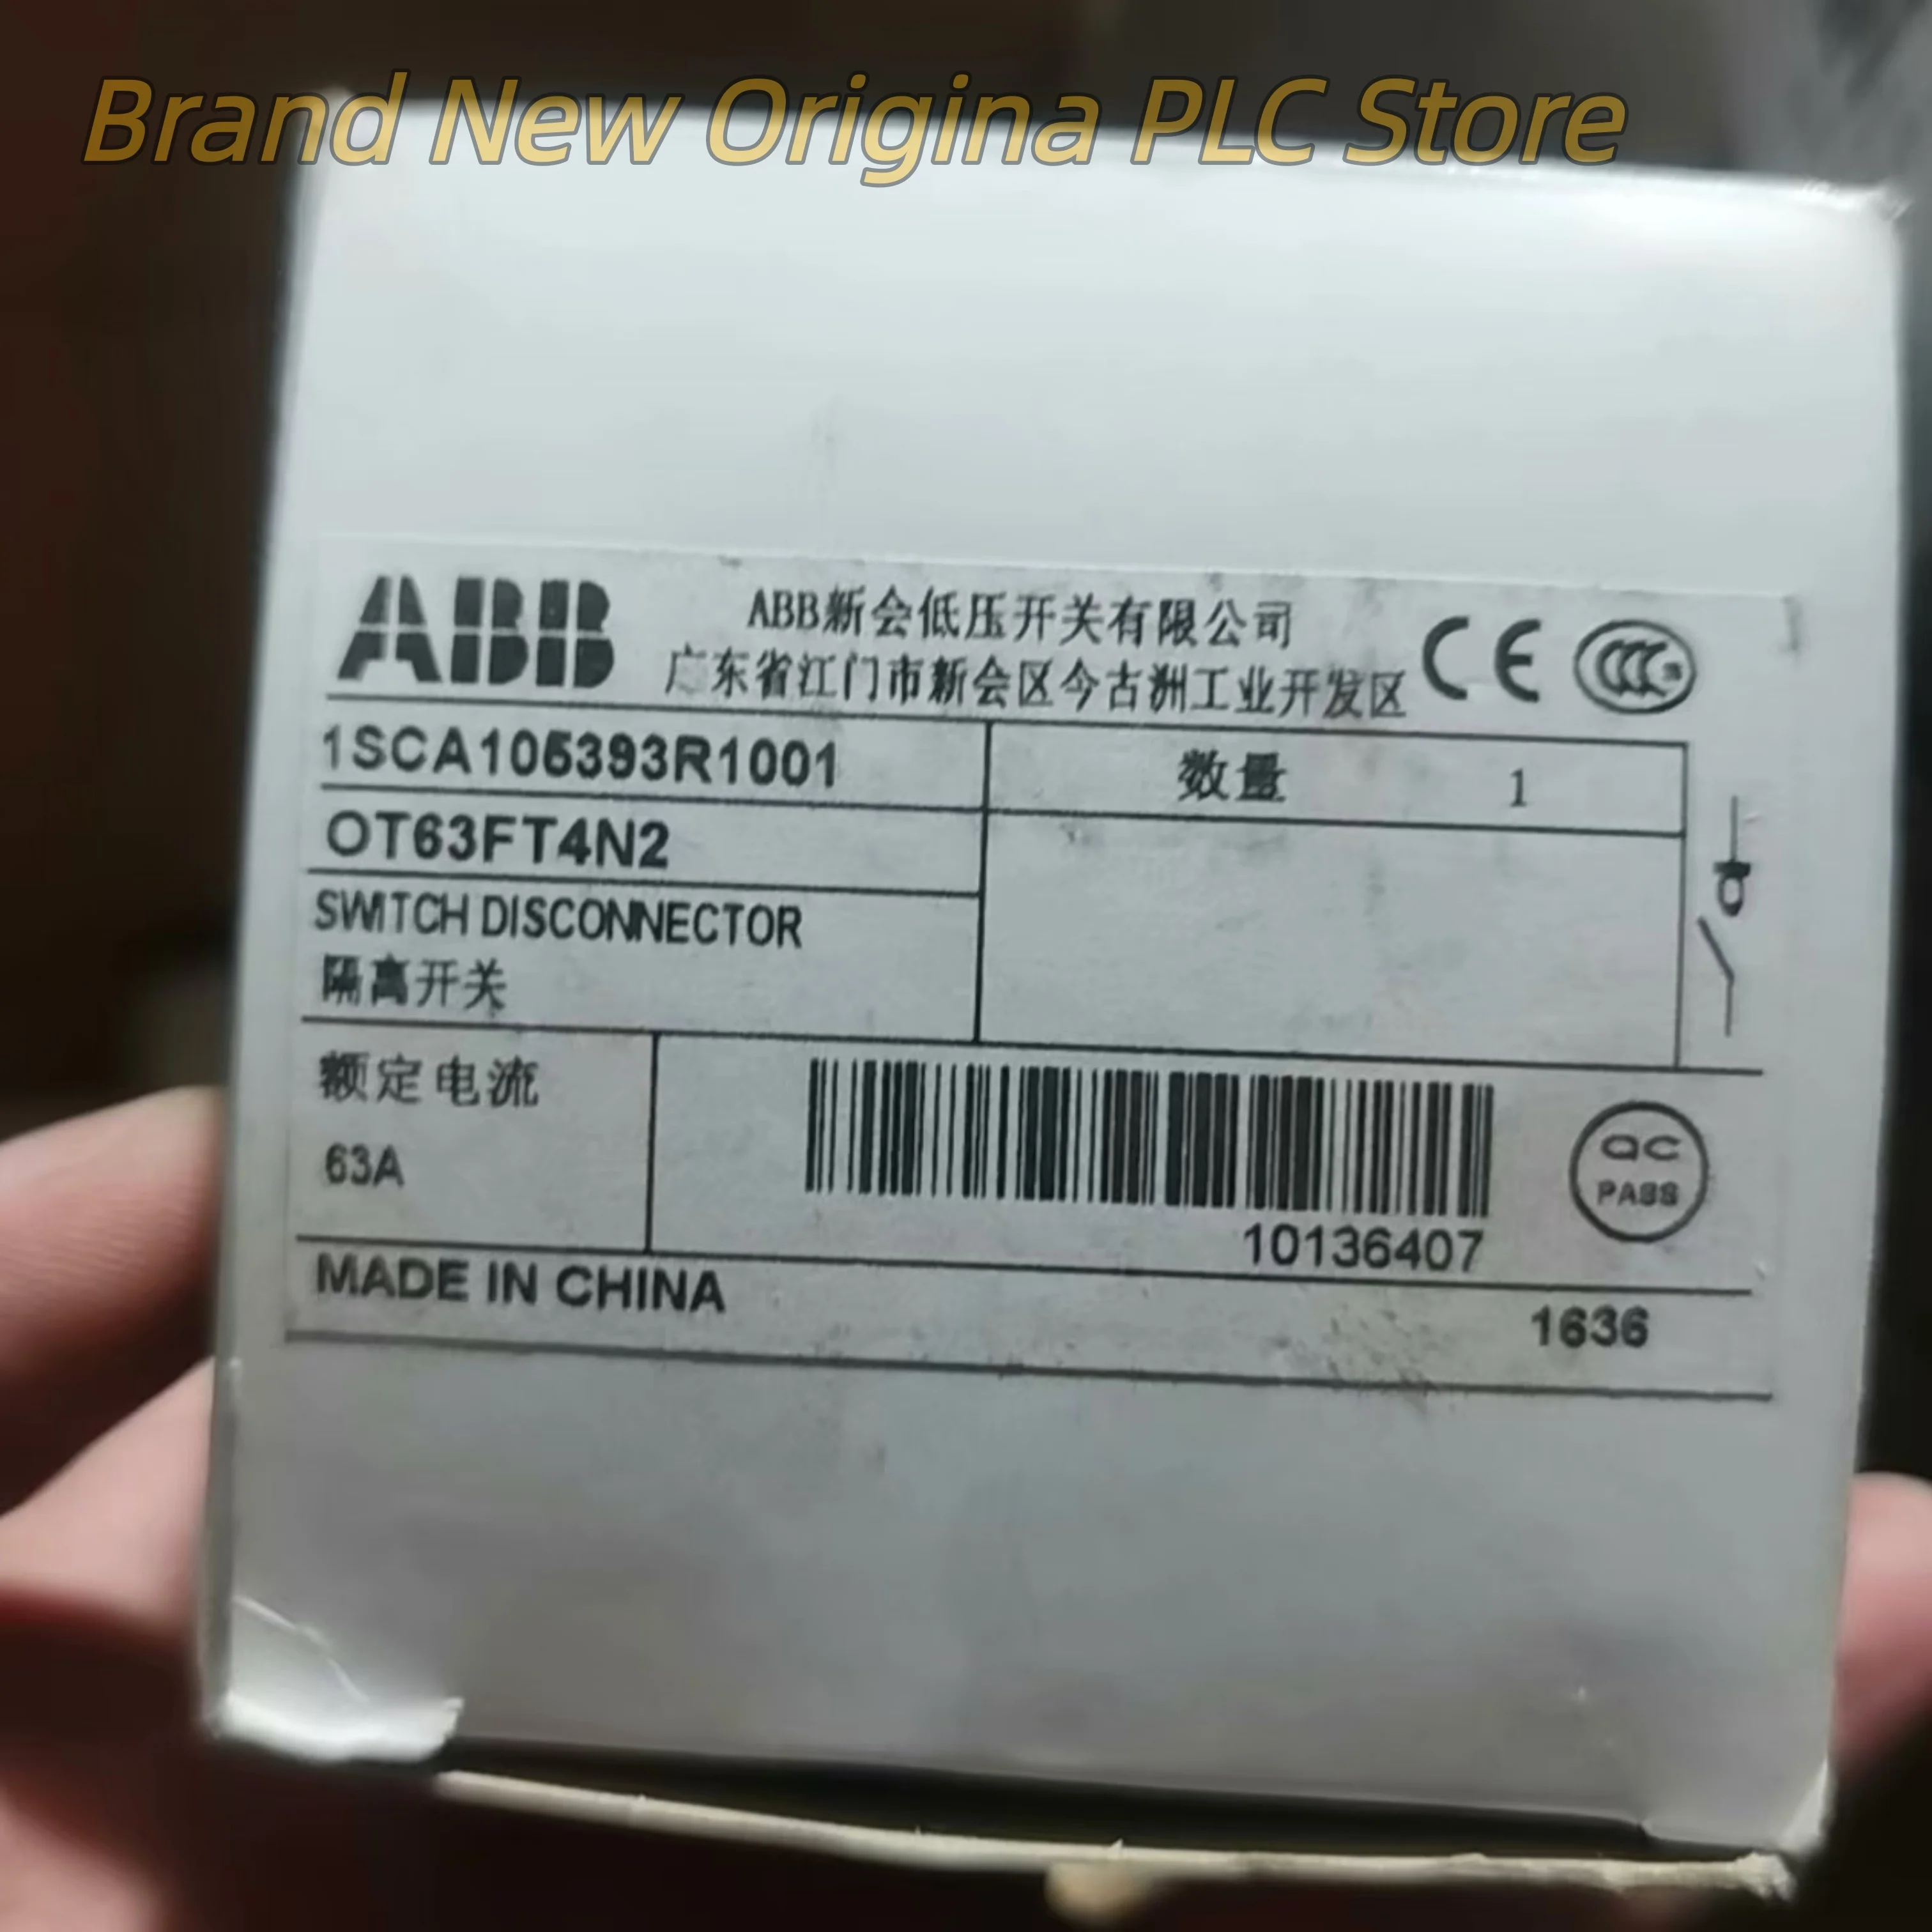 Brand New Origina PLC Store
ABB
ABB新会低压开关有限公司
广东省江门市新会区今古洲工业开发区
CE
CCC
1SCA105393R1001
数量 1
OT63FT4N2
SWITCH DISCONNECTOR
隔离开关
额定电流
63A
10136407
QC
PASS
MADE IN CHINA
1636